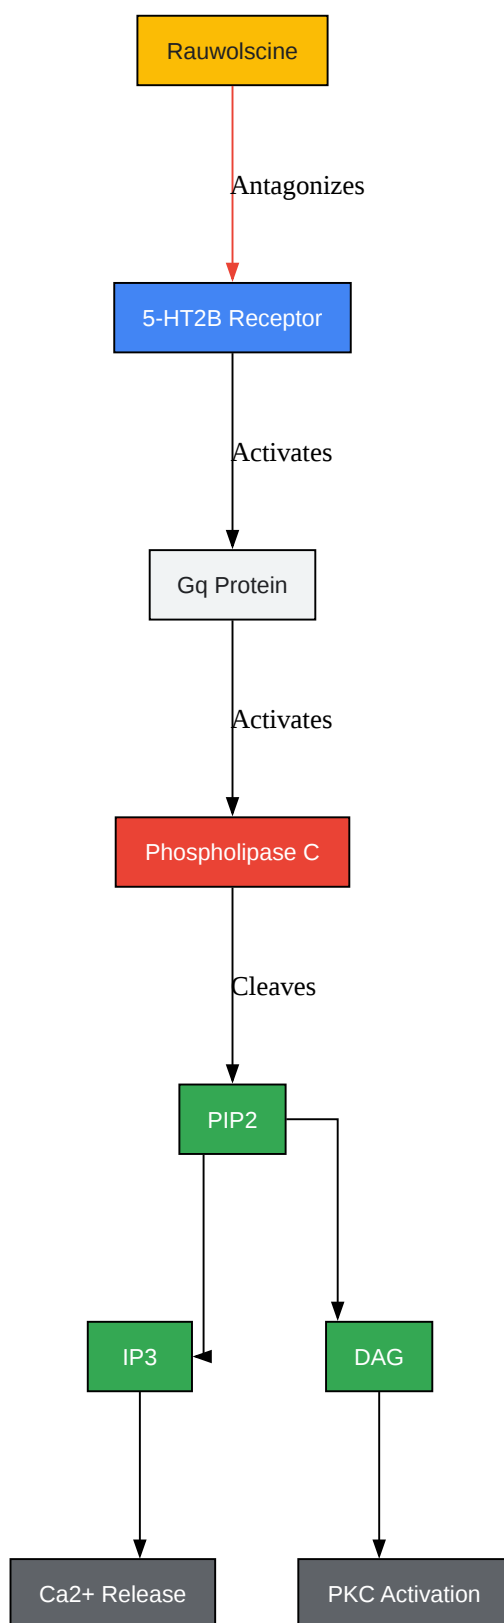 Rauwolscine
Antagonizes
5-HT2B Receptor
Activates
Gq Protein
Activates
Phospholipase C
Cleaves
PIP2
IP3
DAG
Ca2+ Release
PKC Activation